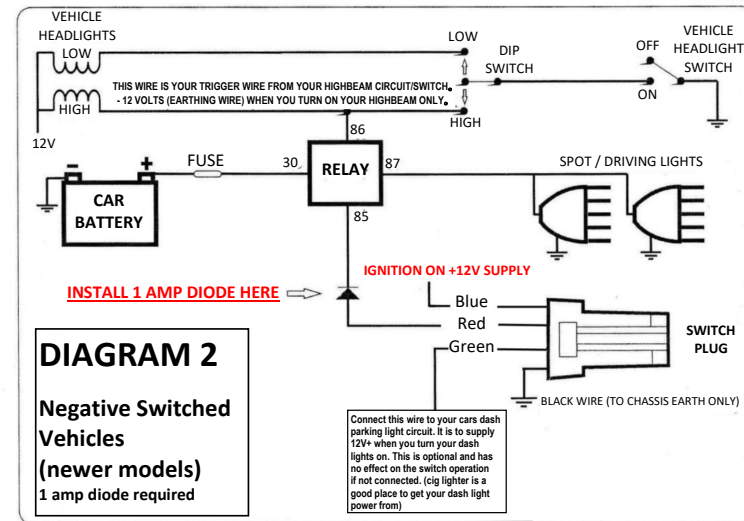 VEHICLE
HEADLIGHTS
LOW
HIGH
12V
THIS WIRE IS YOUR TRIGGER WIRE FROM YOUR HIGHBEAM CIRCUIT/SWITCH.
- 12 VOLTS (EARTHING WIRE) WHEN YOU TURN ON YOUR HIGHBEAM ONLY.
LOW
DIP
SWITCH
HIGH
OFF
ON
VEHICLE
HEADLIGHT
SWITCH
86
- +
CAR
BATTERY
FUSE
30
RELAY
87
85
SPOT / DRIVING LIGHTS
INSTALL 1 AMP DIODE HERE
IGNITION ON +12V SUPPLY
Blue
Red
Green
SWITCH
PLUG
BLACK WIRE (TO CHASSIS EARTH ONLY)
DIAGRAM 2
Negative Switched
Vehicles
(newer models)
1 amp diode required
Connect this wire to your cars dash
parking light circuit. It is to supply
12V+ when you turn your dash
lights on. This is optional and has
no effect on the switch operation
if not connected. (cig lighter is a
good place to get your dash light
power from)